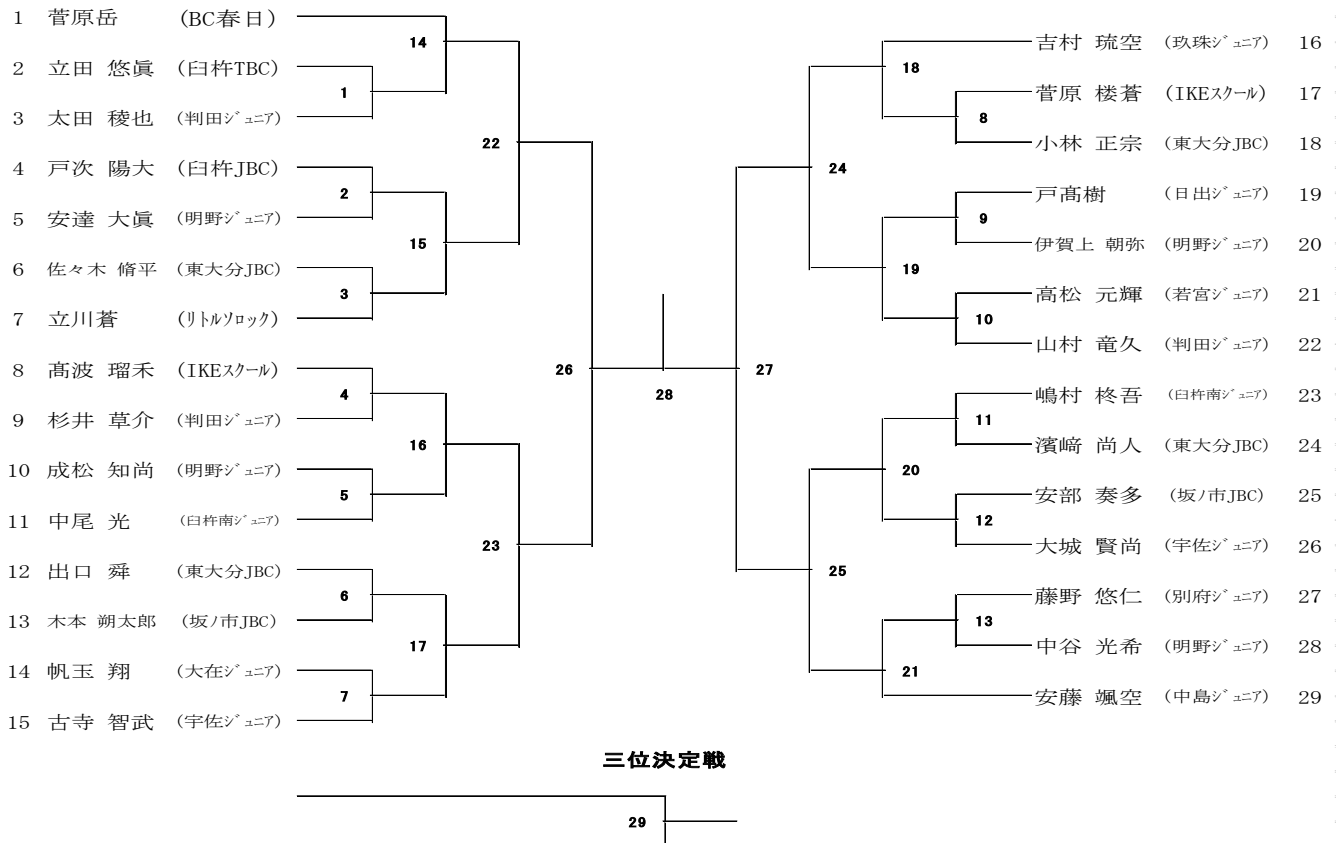 1 菅原岳 (BC春日)
2 立田 悠眞 (臼杵TBC)
3 太田 稜也 (判田ジュニア)
4 戸次 陽大 (臼杵JBC)
5 安達 大眞 (明野ジュニア)
6 佐々木 脩平 (東大分JBC)
7 立川蒼 (リトルソロック)
8 髙波 瑠禾 (IKEスクール)
9 杉井 草介 (判田ジュニア)
10 成松 知尚 (明野ジュニア)
11 中尾 光 (臼杵南ジュニア)
12 出口 舜 (東大分JBC)
13 木本 朔太郎 (坂ノ市JBC)
14 帆玉 翔 (大在ジュニア)
15 古寺 智武 (宇佐ジュニア)
14
1
22
2
15
3
26
4
16
5
23
6
17
7
28
吉村 琉空 (玖珠ジュニア) 16
菅原 楼蒼 (IKEスクール) 17
小林 正宗 (東大分JBC) 18
戸髙樹 (日出ジュニア) 19
伊賀上 朝弥 (明野ジュニア) 20
高松 元輝 (若宮ジュニア) 21
山村 竜久 (判田ジュニア) 22
嶋村 柊吾 (臼杵南ジュニア) 23
濱﨑 尚人 (東大分JBC) 24
安部 奏多 (坂ノ市JBC) 25
大城 賢尚 (宇佐ジュニア) 26
藤野 悠仁 (別府ジュニア) 27
中谷 光希 (明野ジュニア) 28
安藤 颯空 (中島ジュニア) 29
18
8
24
9
19
10
27
11
20
12
25
13
21
三位決定戦
29